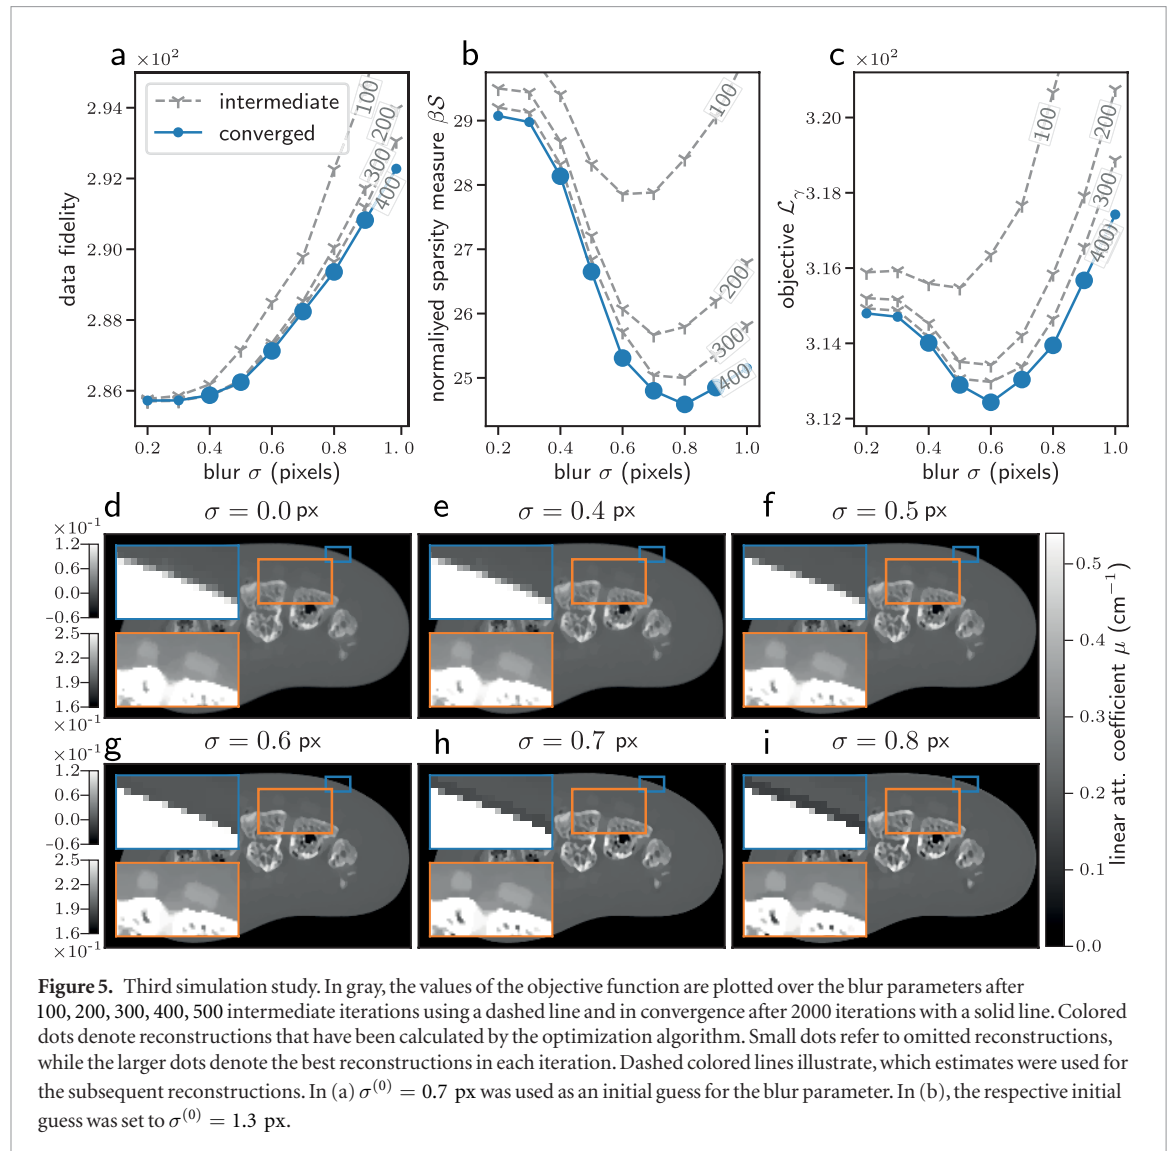 a
×10²
2.94
2.92
2.90
2.88
2.86
data fidelity
intermediate
converged
100
200
300
400
0.2 0.4 0.6 0.8 1.0
blur σ (pixels)
b
29
28
27
26
25
normaliyed sparsity measure βS
100
200
300
400
0.2 0.4 0.6 0.8 1.0
blur σ (pixels)
c
×10²
3.20
3.18
3.16
3.14
3.12
objective ℒγ
100
200
300
400
0.2 0.4 0.6 0.8 1.0
blur σ (pixels)
d σ = 0.0 px
e σ = 0.4 px
f σ = 0.5 px
×10⁻¹
1.2
0.6
0.0
−0.6
2.5
2.2
1.9
1.6
×10⁻¹
g σ = 0.6 px
h σ = 0.7 px
i σ = 0.8 px
×10⁻¹
1.2
0.6
0.0
−0.6
2.5
2.2
1.9
1.6
×10⁻¹
0.5
0.4
0.3
0.2
0.1
0.0
linear att. coefficient μ (cm⁻¹)
Figure 5. Third simulation study. In gray, the values of the objective function are plotted over the blur parameters after
100, 200, 300, 400, 500 intermediate iterations using a dashed line and in convergence after 2000 iterations with a solid line. Colored
dots denote reconstructions that have been calculated by the optimization algorithm. Small dots refer to omitted reconstructions,
while the larger dots denote the best reconstructions in each iteration. Dashed colored lines illustrate, which estimates were used for
the subsequent reconstructions. In (a) σ⁽⁰⁾ = 0.7 px was used as an initial guess for the blur parameter. In (b), the respective initial
guess was set to σ⁽⁰⁾ = 1.3 px.